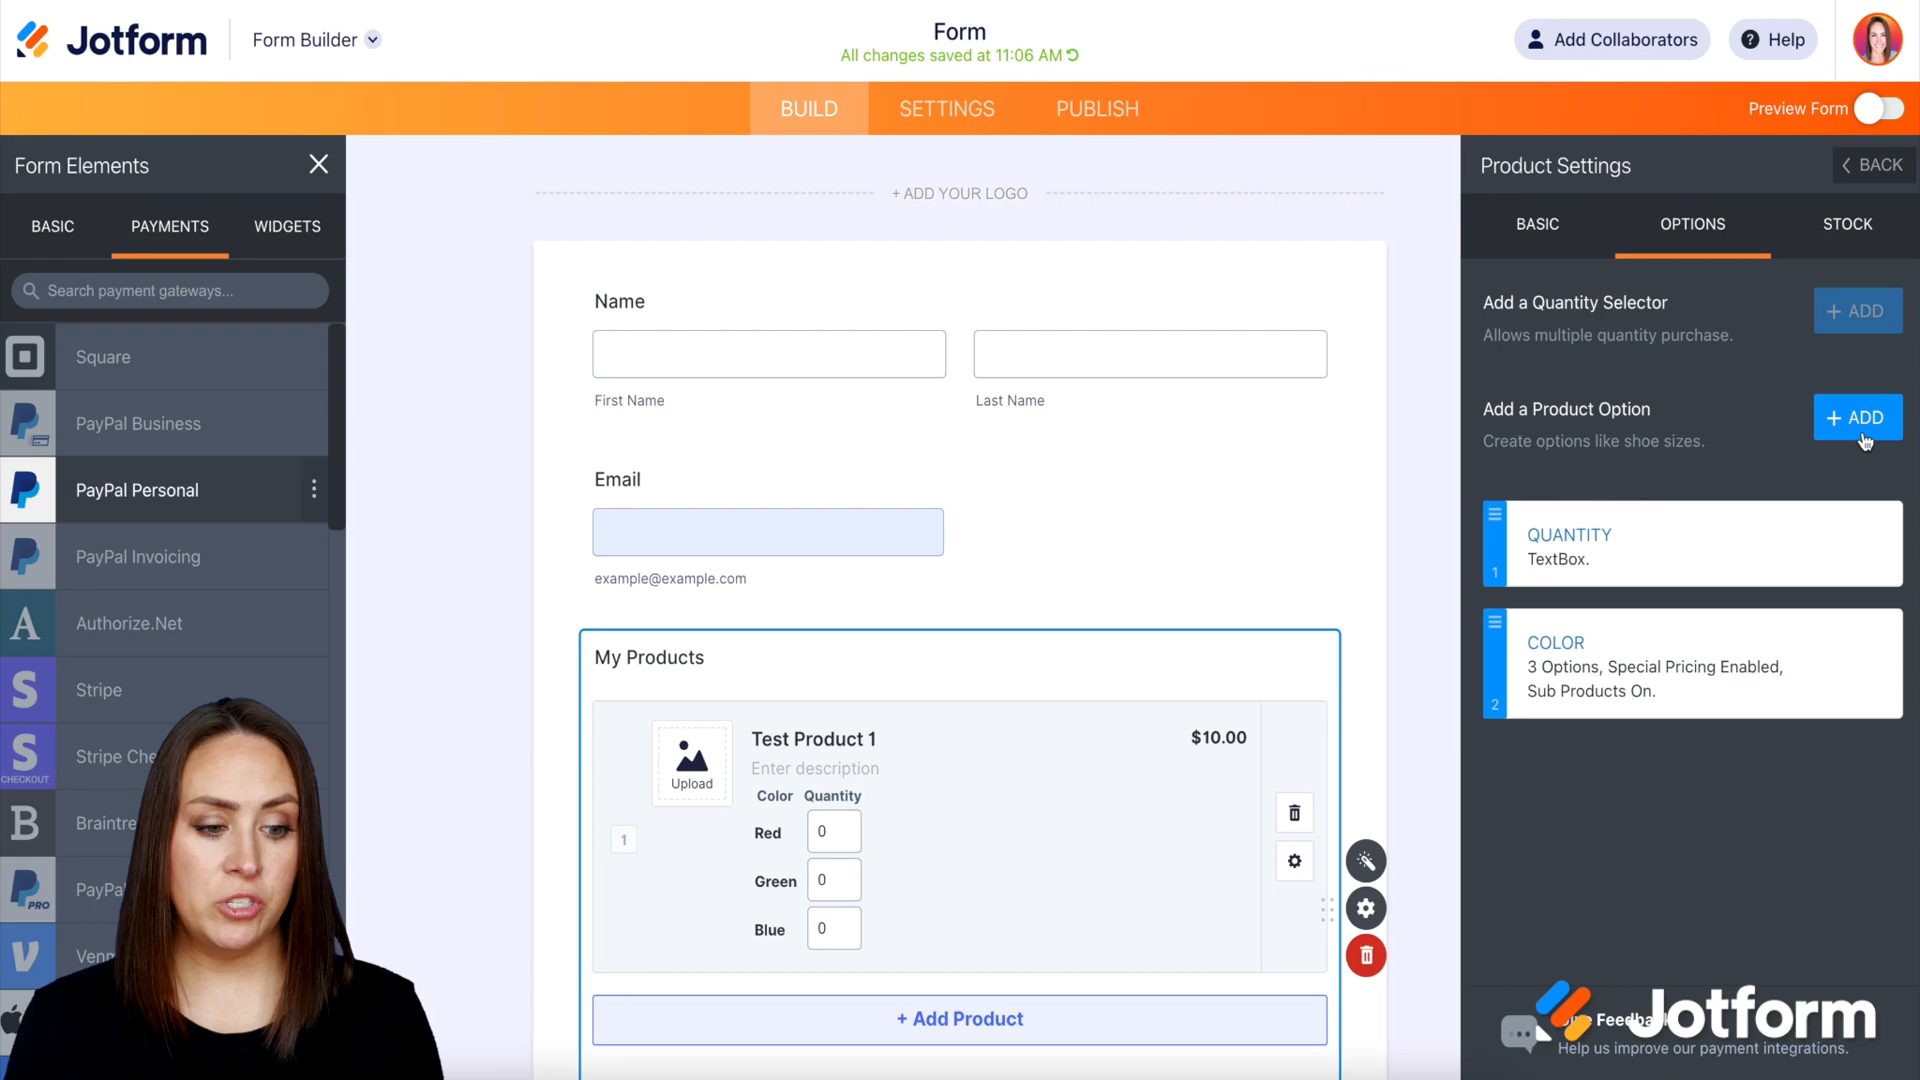 Jotform
Form Builder
Form
All changes saved at 11:06 AM
Add Collaborators
? Help
BUILD
SETTINGS
PUBLISH
Preview Form
Form Elements
BASIC
PAYMENTS
WIDGETS
Search payment gateways...
Square
PayPal Business
PayPal Personal
PayPal Invoicing
Authorize.Net
Stripe
CHECKOUT
PRO
+ ADD YOUR LOGO
Name
First Name
Last Name
Email
example@example.com
My Products
1
Upload
Test Product 1
$10.00
Enter description
Color Quantity
Red 0
Green 0
Blue 0
+ Add Product
Product Settings
BACK
BASIC
OPTIONS
STOCK
Add a Quantity Selector
Allows multiple quantity purchase.
+ ADD
Add a Product Option
Create options like shoe sizes.
+ ADD
1
QUANTITY
TextBox.
2
COLOR
3 Options, Special Pricing Enabled,
Sub Products On.
Jotform
Help us improve our payment integrations.